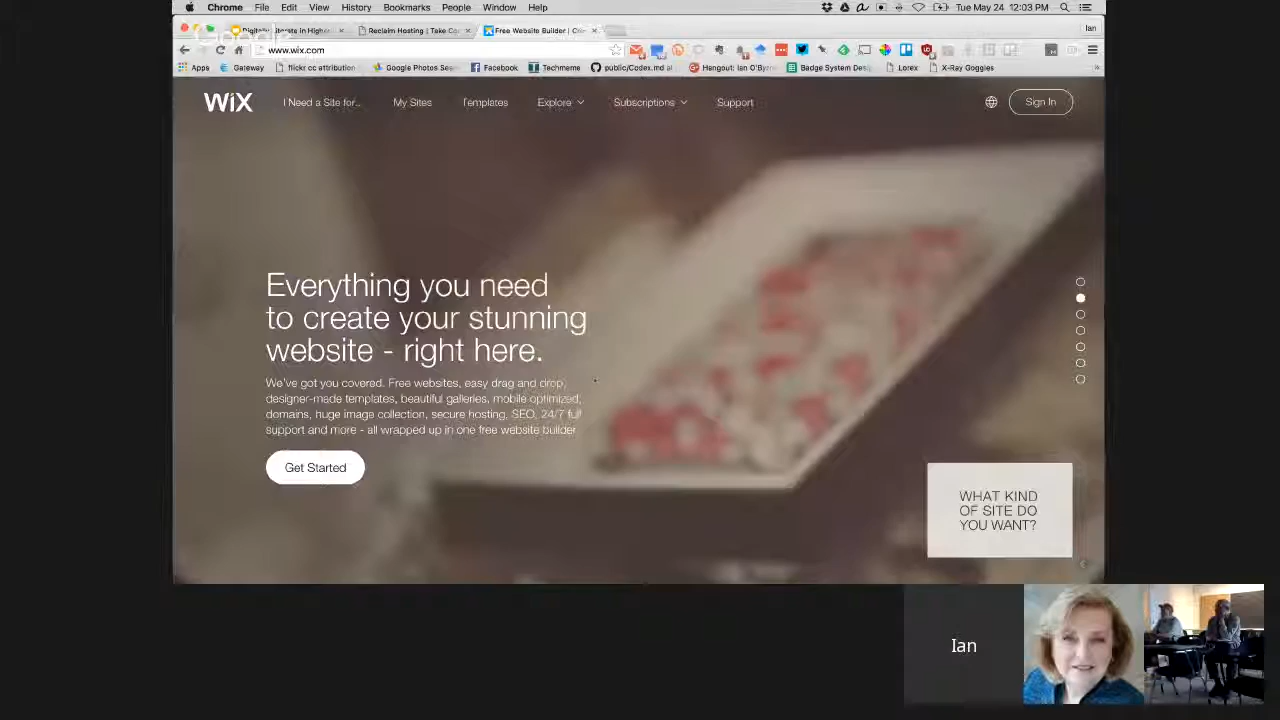 Chrome File Edit View History Bookmarks People Window Help Tue May 24 12:03 PM
Digitally Literate in Higher Reclaim Hosting | Take Co Free Website Builder | Ian
www.wix.com
Apps Gateway flickr cc attribution Google Photos Ses Facebook Techmeme public/Codex.md at Hangout: Ian O'Byrn Badge System Desi Lorex X-Ray Goggles
WiX I Need a Site for... My Sites Templates Explore Subscriptions Support Sign In
Everything you need
to create your stunning
website - right here.
We've got you covered. Free websites, easy drag and drop,
designer-made templates, beautiful galleries, mobile optimized,
domains, huge image collection, secure hosting, SEO, 24/7 full
support and more - all wrapped up in one free website builder
Get Started
WHAT KIND
OF SITE DO
YOU WANT?
Ian